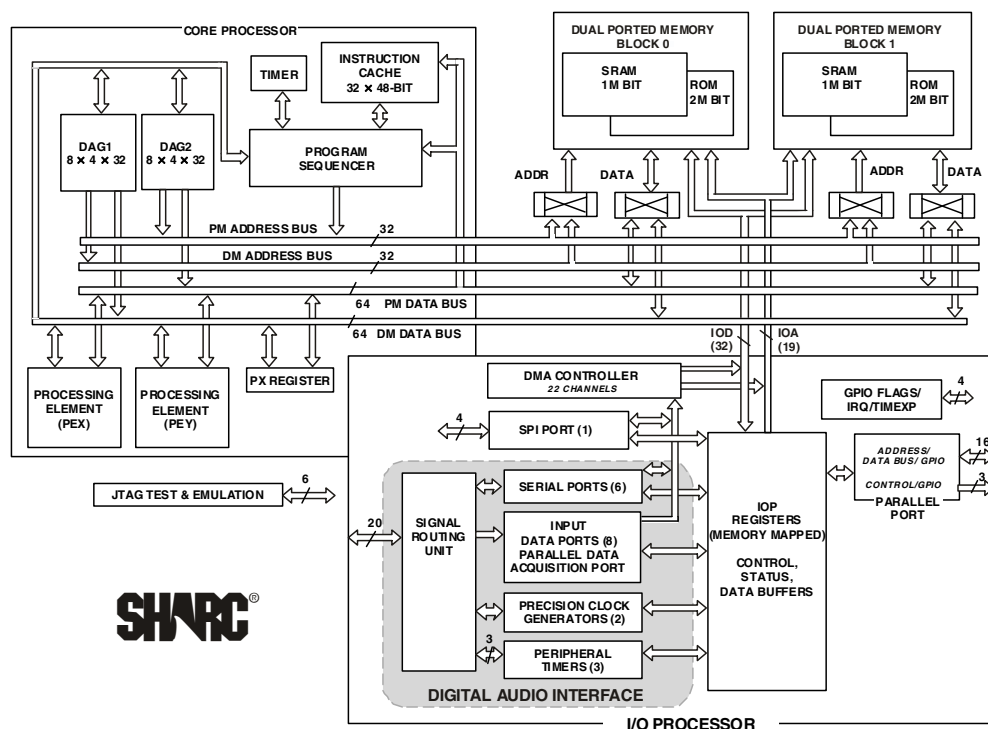 CORE PROCESSOR
TIMER
INSTRUCTION
CACHE
32 × 48-BIT
DAG1
8 × 4 × 32
DAG2
8 × 4 × 32
PROGRAM
SEQUENCER
DUAL PORTED MEMORY
BLOCK 0
SRAM
1M BIT
ROM
2M BIT
DUAL PORTED MEMORY
BLOCK 1
SRAM
1M BIT
ROM
2M BIT
ADDR
DATA
ADDR
DATA
PM ADDRESS BUS
32
DM ADDRESS BUS
32
64
PM DATA BUS
64
DM DATA BUS
IOD
(32)
IOA
(19)
PROCESSING
ELEMENT
(PEX)
PROCESSING
ELEMENT
(PEY)
PX REGISTER
JTAG TEST & EMULATION
6
DMA CONTROLLER
22 CHANNELS
4
SPI PORT (1)
GPIO FLAGS/
IRQ/TIMEXP
4
20
SIGNAL
ROUTING
UNIT
SERIAL PORTS (6)
INPUT
DATA PORTS (8)
PARALLEL DATA
ACQUISITION PORT
PRECISION CLOCK
GENERATORS (2)
3
PERIPHERAL
TIMERS (3)
DIGITAL AUDIO INTERFACE
IOP
REGISTERS
(MEMORY MAPPED)
CONTROL,
STATUS,
DATA BUFFERS
ADDRESS/
DATA BUS/ GPIO
CONTROL/GPIO
PARALLEL
PORT
16
3
I/O PROCESSOR
SHARC®